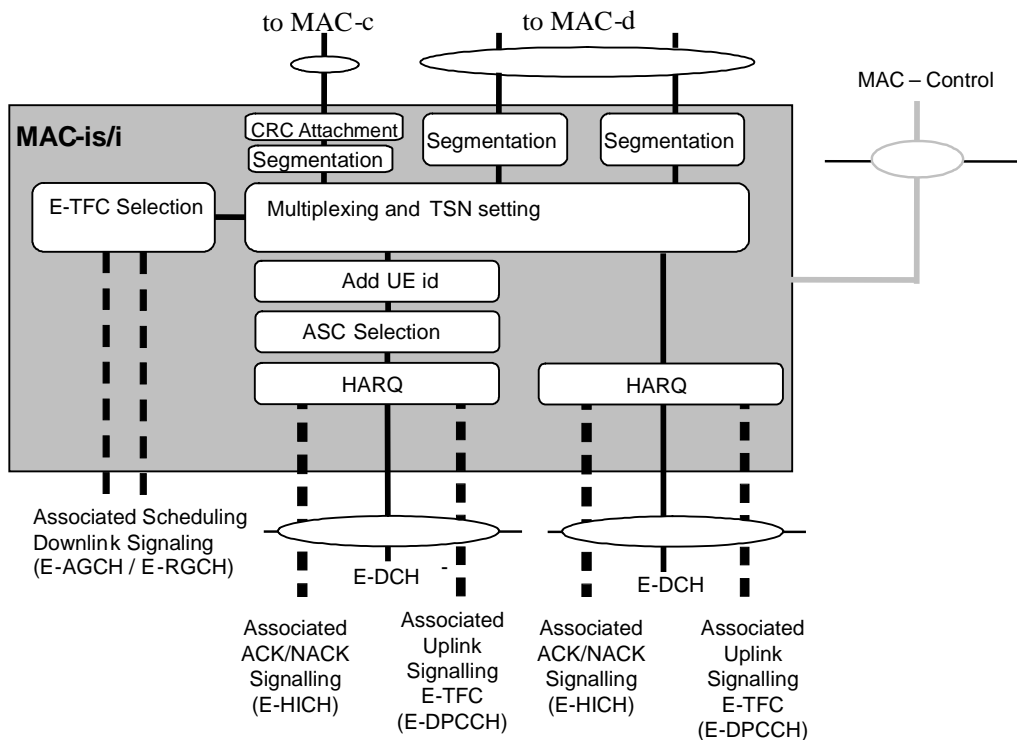 to MAC-c
to MAC-d
MAC – Control
MAC-is/i
CRC Attachment
Segmentation
Segmentation
Segmentation
E-TFC Selection
Multiplexing and TSN setting
Add UE id
ASC Selection
HARQ
HARQ
Associated Scheduling
Downlink Signaling
(E-AGCH / E-RGCH)
E-DCH
-
E-DCH
Associated
ACK/NACK
Signalling
(E-HICH)
Associated
Uplink
Signalling
E-TFC
(E-DPCCH)
Associated
ACK/NACK
Signalling
(E-HICH)
Associated
Uplink
Signalling
E-TFC
(E-DPCCH)